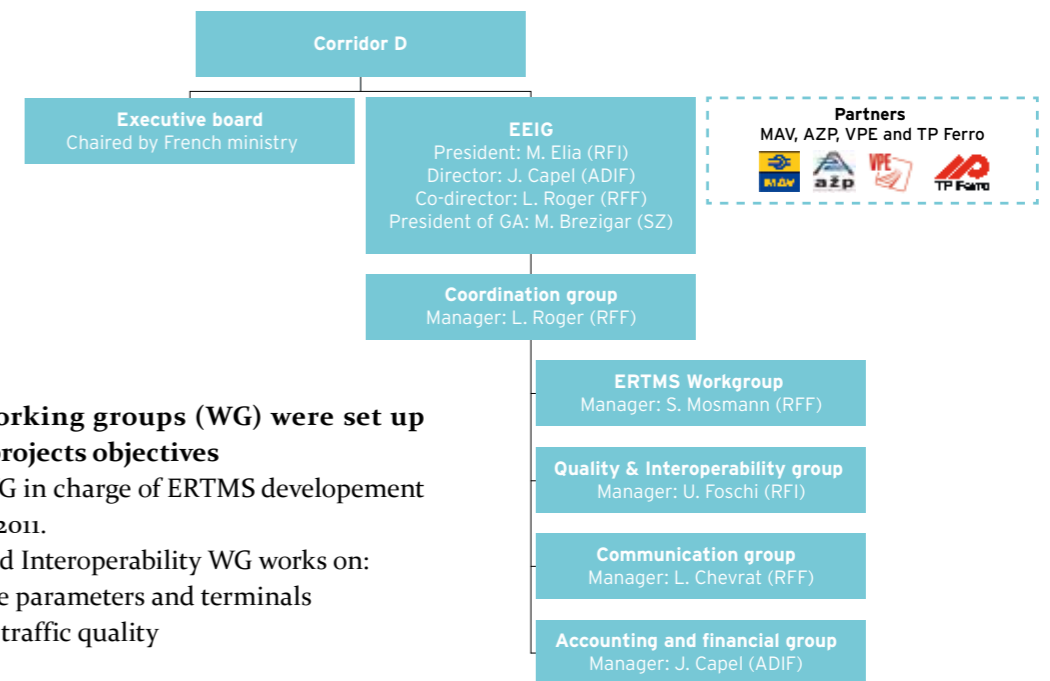 Corridor D
Executive board
Chaired by French ministry
EEIG
President: M. Elia (RFI)
Director: J. Capel (ADIF)
Co-director: L. Roger (RFF)
President of GA: M. Brezigar (SZ)
Partners
MAV, AZP, VPE and TP Ferro
MAV
ažp
VPE
TP Ferro
Coordination group
Manager: L. Roger (RFF)
ERTMS Workgroup
Manager: S. Mosmann (RFF)
Quality & Interoperability group
Manager: U. Foschi (RFI)
Communication group
Manager: L. Chevrat (RFF)
Accounting and financial group
Manager: J. Capel (ADIF)
orking groups (WG) were set up
projects objectives
G in charge of ERTMS developement
2011.
d Interoperability WG works on:
e parameters and terminals
traffic quality